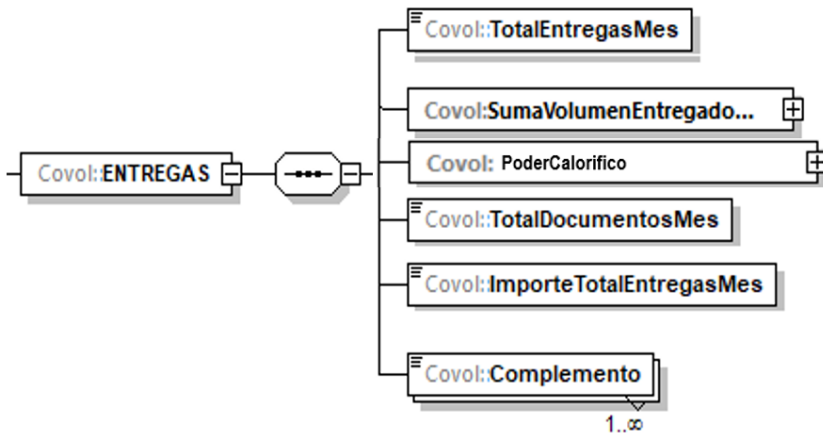 Covol::TotalEntregasMes
Covol:SumaVolumenEntregado...
Covol::ENTREGAS
Covol: PoderCalorifico
Covol::TotalDocumentosMes
Covol::ImporteTotalEntregasMes
Covol::Complemento
1..∞